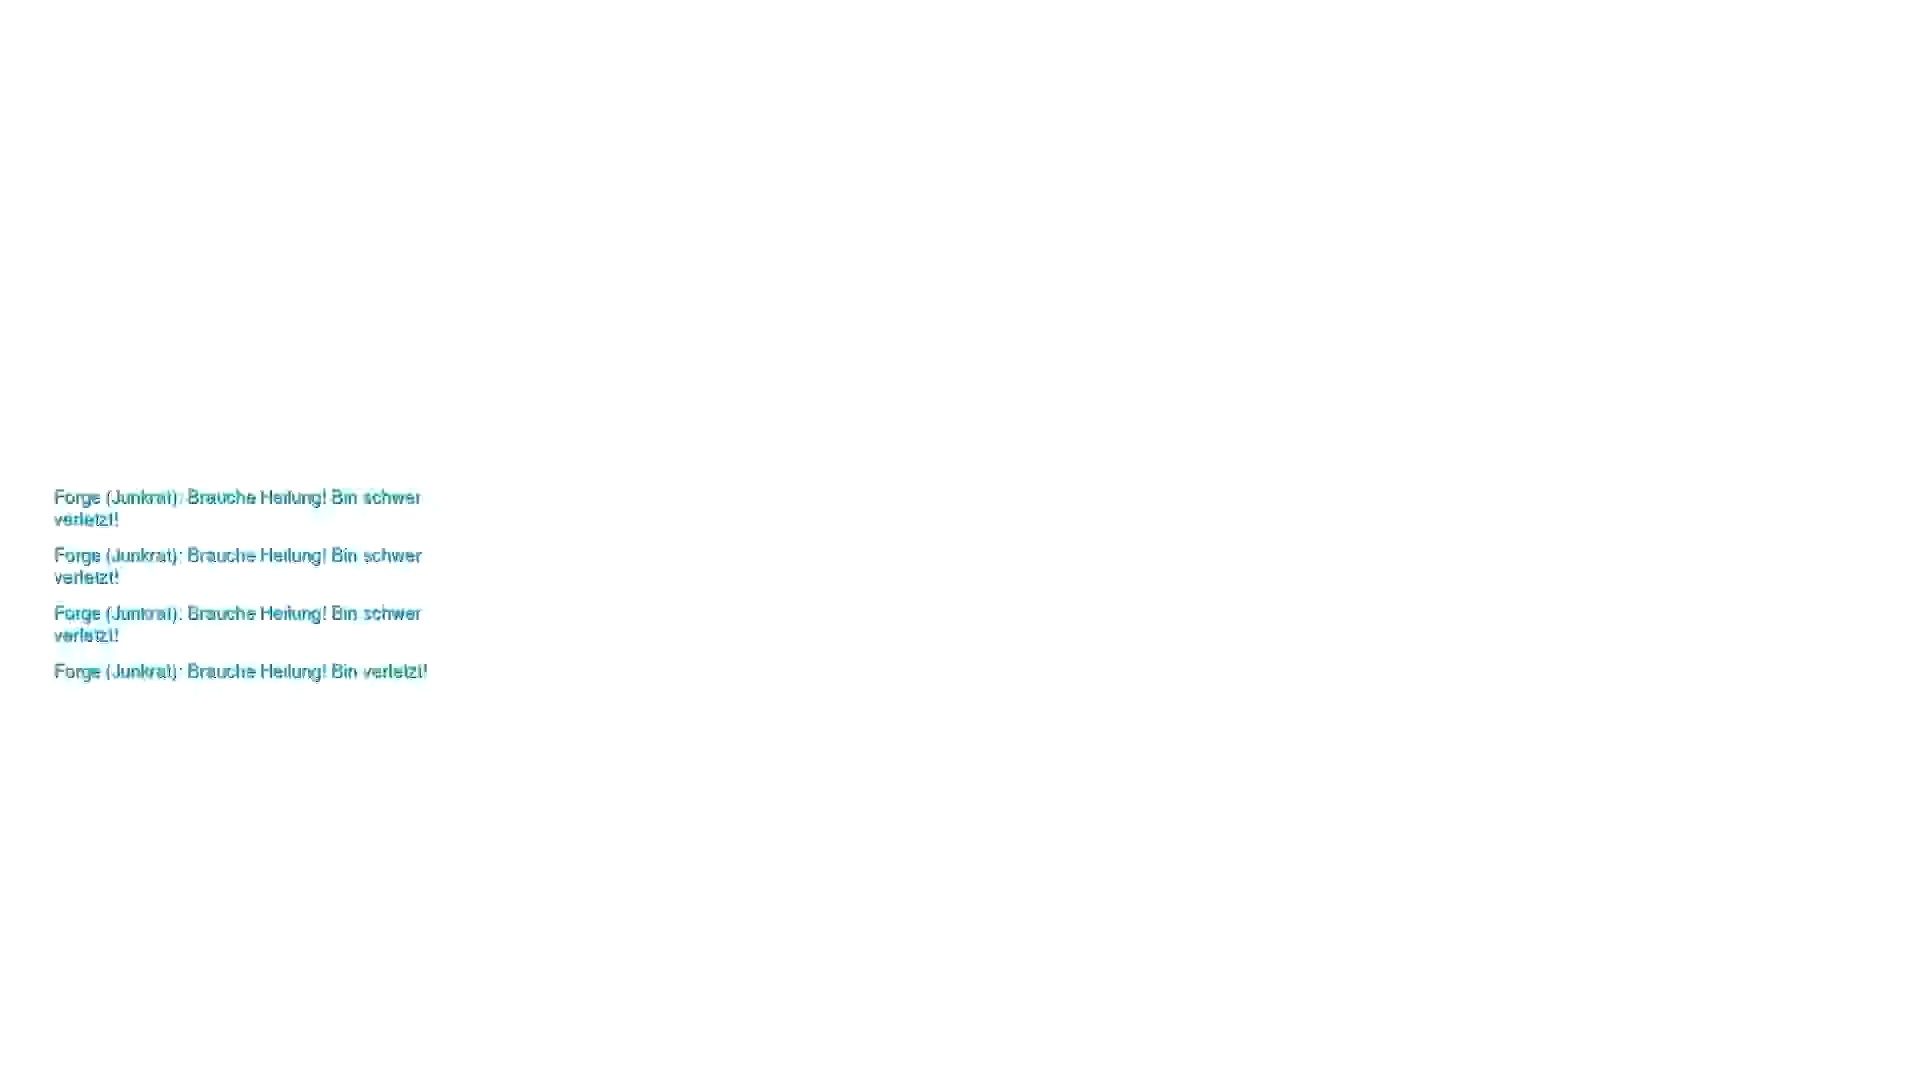 Forge (Junkrat): Brauche Heilung! Bin schwer
verletzt!
Forge (Junkrat): Brauche Heilung! Bin schwer
verletzt!
Forge (Junkrat): Brauche Heilung! Bin schwer
verletzt!
Forge (Junkrat): Brauche Heilung! Bin verletzt!